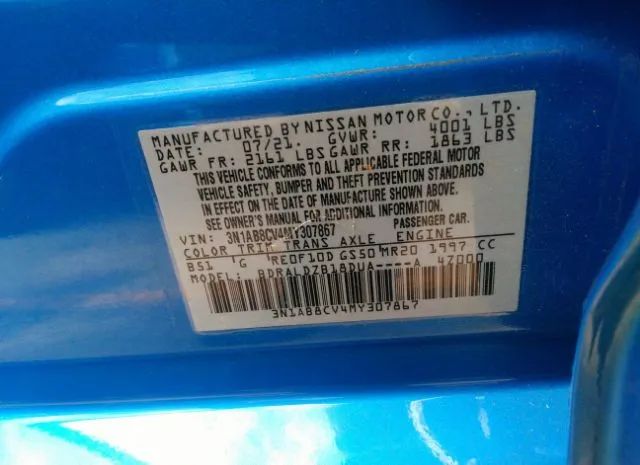 MANUFACTURED BY NISSAN MOTOR CO., LTD.
DATE: 07/21. GVWR: 4001 LBS
GAWR FR: 2161 LBS GAWR RR: 1863 LBS
THIS VEHICLE CONFORMS TO ALL APPLICABLE FEDERAL MOTOR
VEHICLE SAFETY, BUMPER AND THEFT PREVENTION STANDARDS
IN EFFECT ON THE DATE OF MANUFACTURE SHOWN ABOVE.
SEE OWNER'S MANUAL FOR ADDITIONAL INFORMATION.
VIN: 3N1AB8CV4MY307867 PASSENGER CAR.
COLOR TRIM TRANS AXLE ENGINE
B51 G RE0F10D GS50 MR20 1997 CC
MODEL: BDRALDZB18DUA----A 4Z000
3N1AB8CV4MY307867